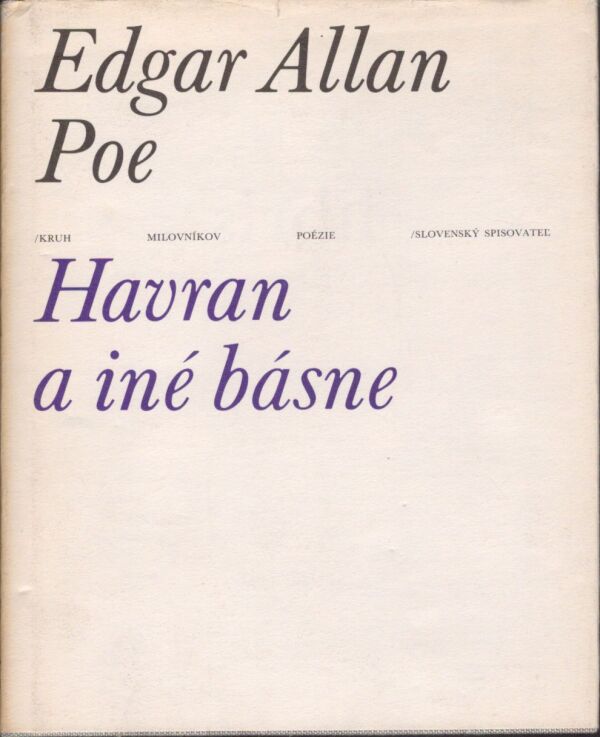 Edgar Allan
Poe
/KRUH MILOVNÍKOV POÉZIE /SLOVENSKÝ SPISOVATEĽ
Havran
a iné básne